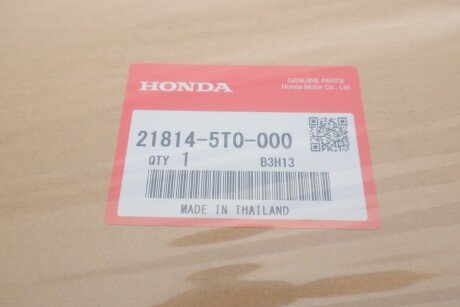 HONDA
GENUINE PARTS
Honda Motor Co., Ltd.
21814-5T0-000
QTY 1 B3H13
MADE IN THAILAND